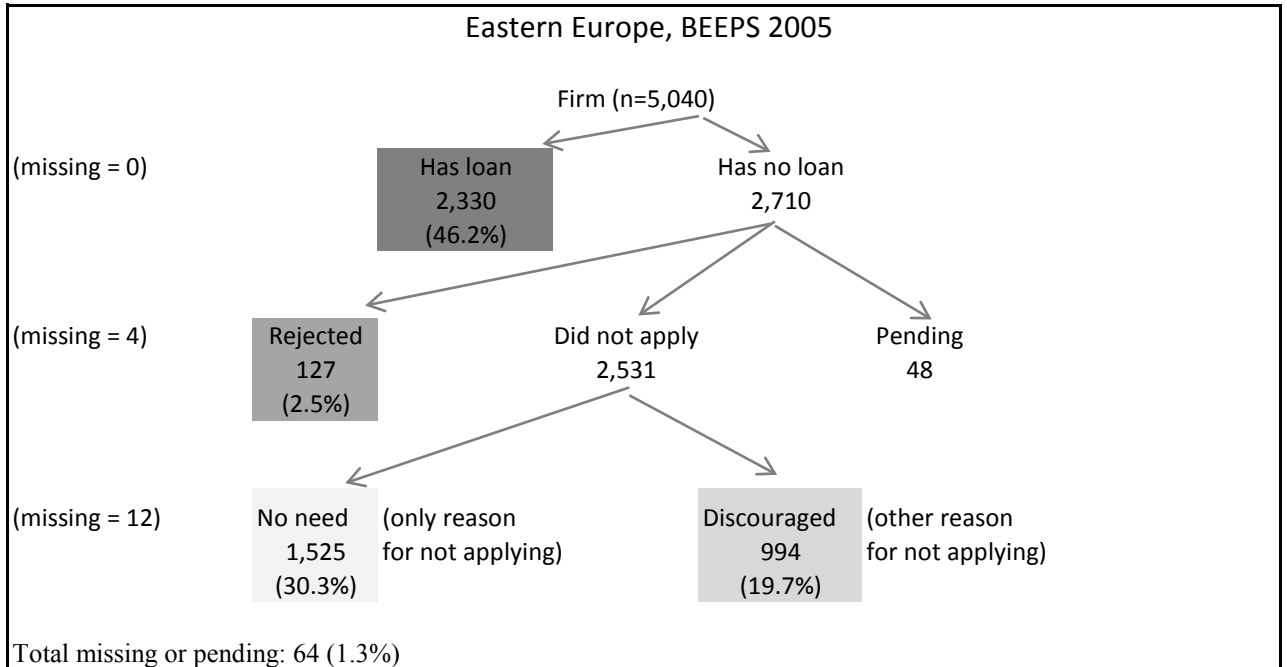 Eastern Europe, BEEPS 2005
Firm (n=5,040)
(missing = 0)
Has loan
2,330
(46.2%)
Has no loan
2,710
(missing = 4)
Rejected
127
(2.5%)
Did not apply
2,531
Pending
48
(missing = 12)
No need
1,525
(30.3%)
(only reason
for not applying)
Discouraged
994
(19.7%)
(other reason
for not applying)
Total missing or pending: 64 (1.3%)